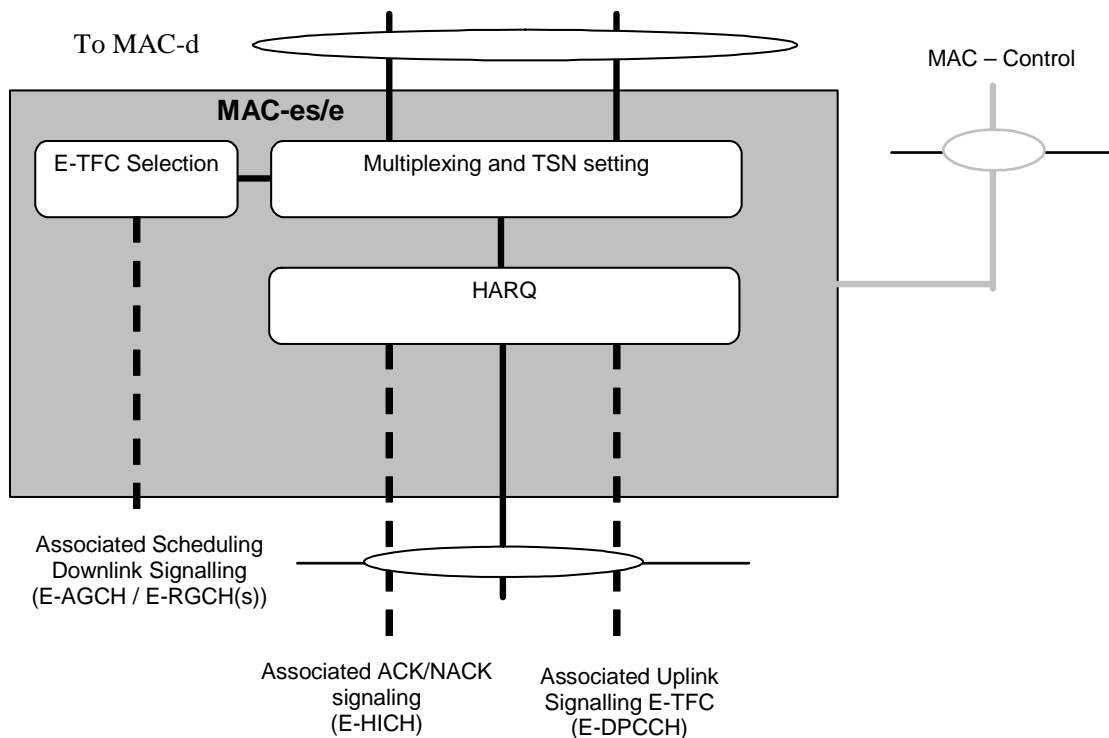 To MAC-d
MAC – Control
MAC-es/e
E-TFC Selection
Multiplexing and TSN setting
HARQ
Associated Scheduling
Downlink Signalling
(E-AGCH / E-RGCH(s))
Associated ACK/NACK
signaling
(E-HICH)
Associated Uplink
Signalling E-TFC
(E-DPCCH)